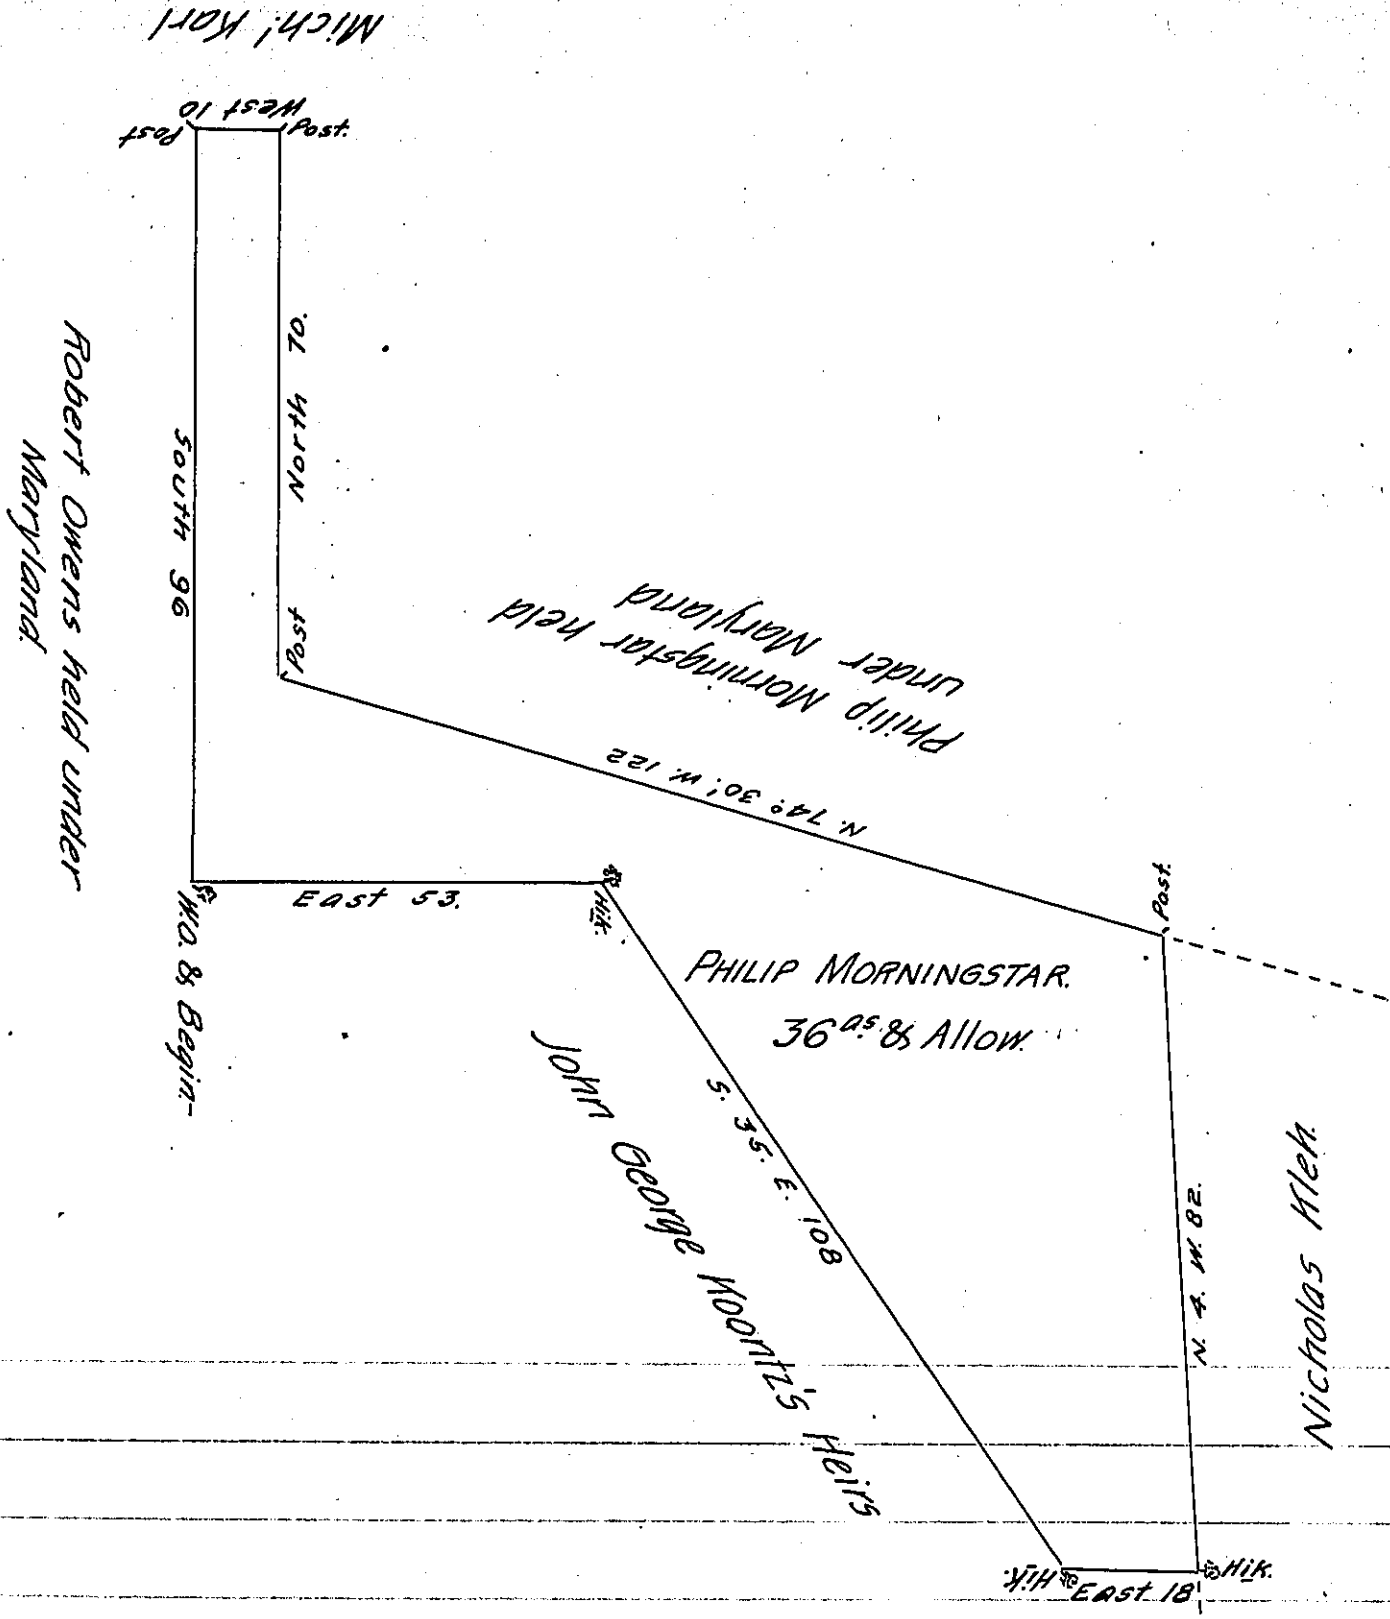 Mich! Karl
West 10
Post
Post.
North 70.
South 96
Robert Owens held under
Maryland.
Post
Philip Morningstar held
under Maryland
N. 74° 30!. W. 122
Post.
W.O. & Begin-
East 53.
Hik.
PHILIP MORNINGSTAR.
36 as. & Allow.
S. 35. E. 108
John George Koontz's Heirs
N. 4. W. 82.
Nicholas Kleh.
Hik.
East 18
Hik.